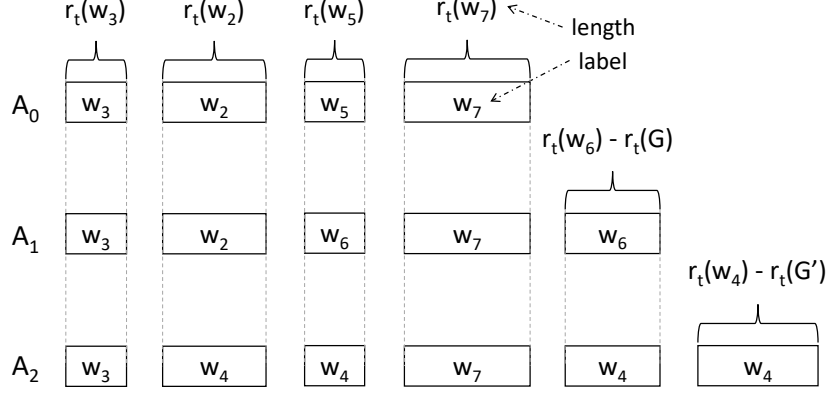 r_t(w_3) r_t(w_2) r_t(w_5) r_t(w_7) length
label
A_0 w_3 w_2 w_5 w_7
r_t(w_6) - r_t(G)
A_1 w_3 w_2 w_6 w_7 w_6
r_t(w_4) - r_t(G’)
A_2 w_3 w_4 w_4 w_7 w_4 w_4